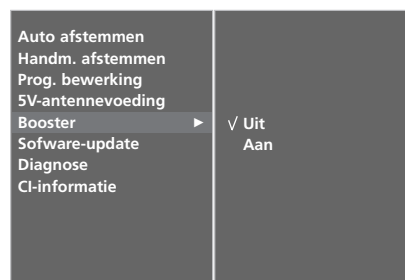 Auto afstemmen
Handm. afstemmen
Prog. bewerking
5V-antennevoeding
Booster ►
Sofware-update
Diagnose
CI-informatie
√ Uit
Aan